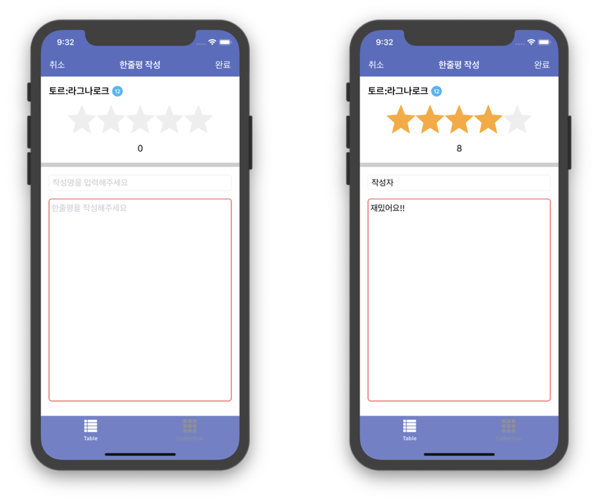 9:32
취소 한줄평 작성 완료
토르:라그나로크 12
0
작성명을 입력해주세요
한줄평을 작성해주세요
Table
9:32
취소 한줄평 작성 완료
토르:라그나로크 12
8
작성자
재밌어요!!
Table